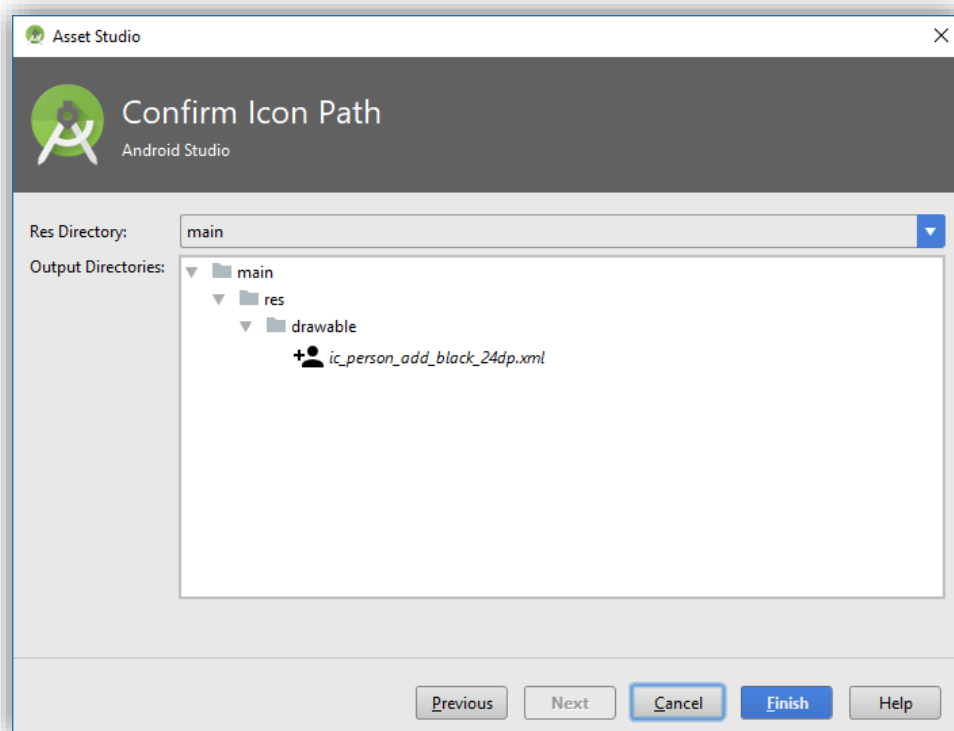 Asset Studio
Confirm Icon Path
Android Studio
Res Directory: main
Output Directories: main
res
drawable
ic_person_add_black_24dp.xml
Previous Next Cancel Finish Help